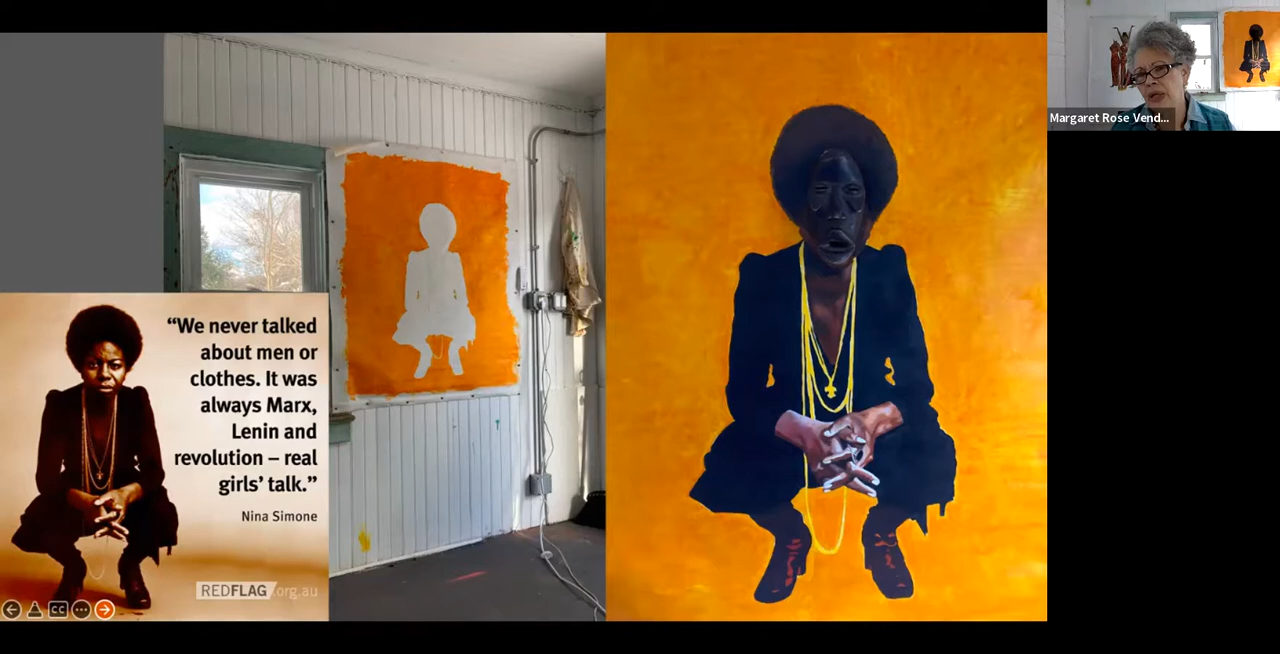 Margaret Rose Vend...
“We never talked
about men or
clothes. It was
always Marx,
Lenin and
revolution – real
girls’ talk.”
Nina Simone
REDFLAG.org.au
CC